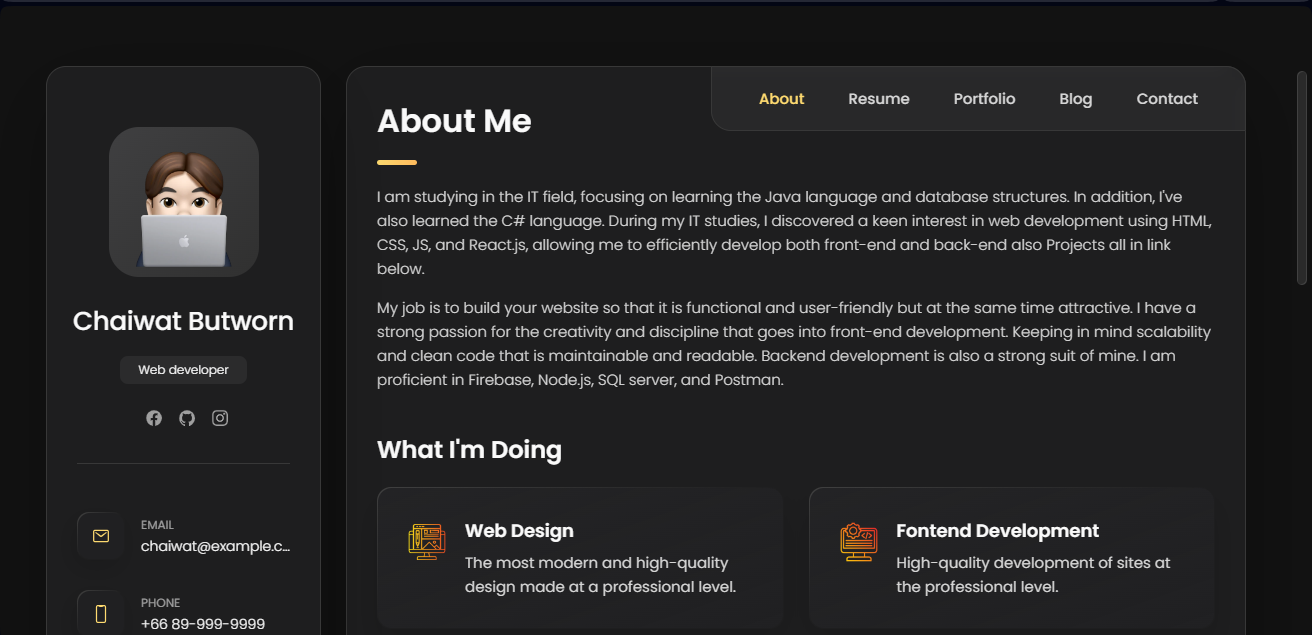 About
Resume
Portfolio
Blog
Contact
Chaiwat Butworn
Web developer
EMAIL
chaiwat@example.c...
PHONE
+66 89-999-9999
About Me
I am studying in the IT field, focusing on learning the Java language and database structures. In addition, I've
also learned the C# language. During my IT studies, I discovered a keen interest in web development using HTML,
CSS, JS, and React.js, allowing me to efficiently develop both front-end and back-end also Projects all in link
below.
My job is to build your website so that it is functional and user-friendly but at the same time attractive. I have a
strong passion for the creativity and discipline that goes into front-end development. Keeping in mind scalability
and clean code that is maintainable and readable. Backend development is also a strong suit of mine. I am
proficient in Firebase, Node.js, SQL server, and Postman.
What I'm Doing
Web Design
The most modern and high-quality
design made at a professional level.
Fontend Development
High-quality development of sites at
the professional level.